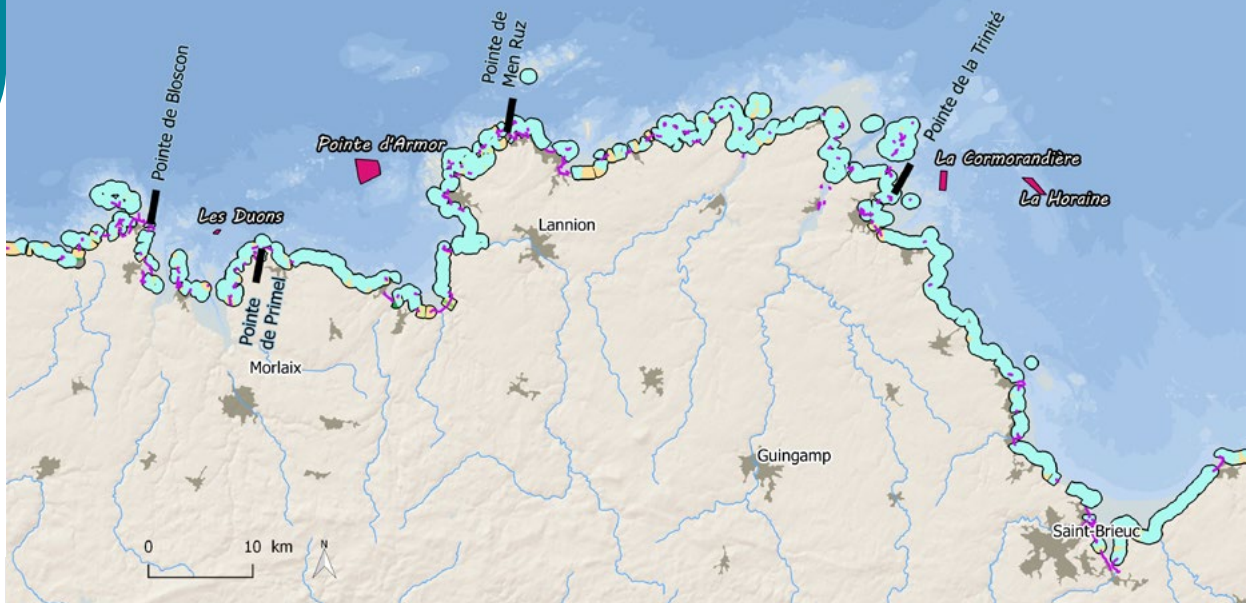 Pointe de Bloscon
Pointe de
Men Ruz
Pointe de la Trinité
Pointe d'Armor
La Cormorandière
La Horaine
Les Duons
Lannion
Pointe
de Primel
Morlaix
Guingamp
Saint-Brieuc
0 10 km
N